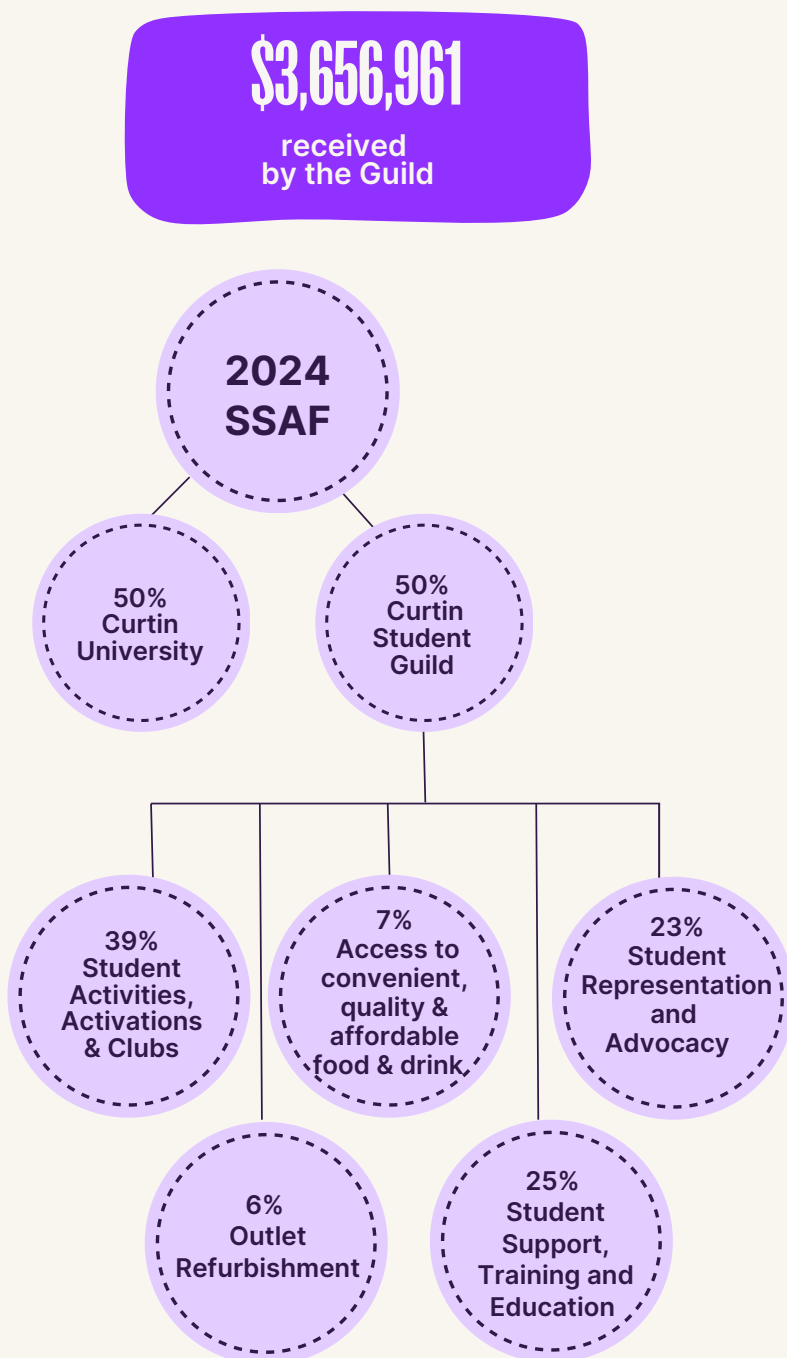 $3,656,961
received
by the Guild
2024
SSAF
50%
Curtin
University
50%
Curtin
Student
Guild
39%
Student
Activities,
Activations
& Clubs
7%
Access to
convenient,
quality &
affordable
food & drink
23%
Student
Representation
and
Advocacy
6%
Outlet
Refurbishment
25%
Student
Support,
Training and
Education